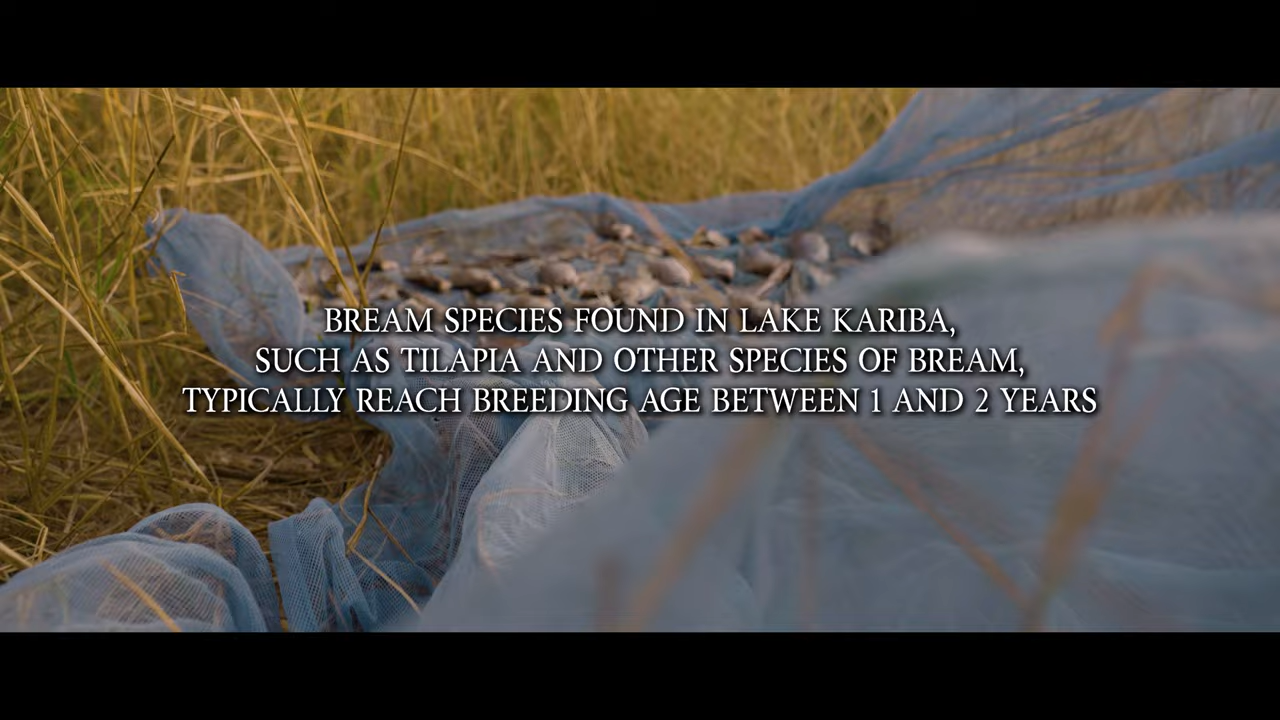 BREAM SPECIES FOUND IN LAKE KARIBA,
SUCH AS TILAPIA AND OTHER SPECIES OF BREAM,
TYPICALLY REACH BREEDING AGE BETWEEN 1 AND 2 YEARS